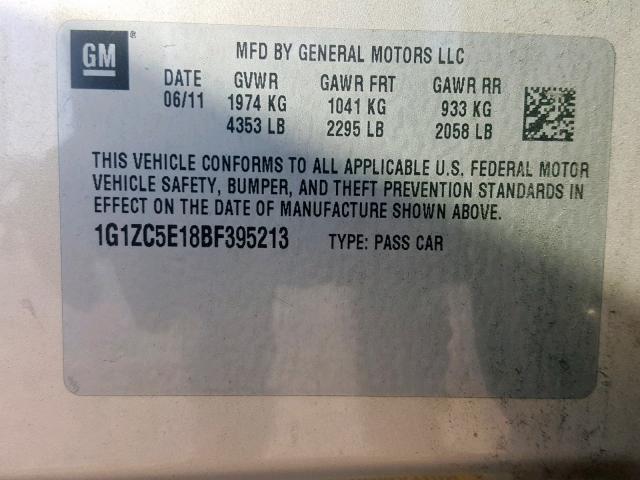 GM ®
MFD BY GENERAL MOTORS LLC
DATE GVWR GAWR FRT GAWR RR
06/11 1974 KG 1041 KG 933 KG
4353 LB 2295 LB 2058 LB
THIS VEHICLE CONFORMS TO ALL APPLICABLE U.S. FEDERAL MOTOR
VEHICLE SAFETY, BUMPER, AND THEFT PREVENTION STANDARDS IN
EFFECT ON THE DATE OF MANUFACTURE SHOWN ABOVE.
1G1ZC5E18BF395213 TYPE: PASS CAR